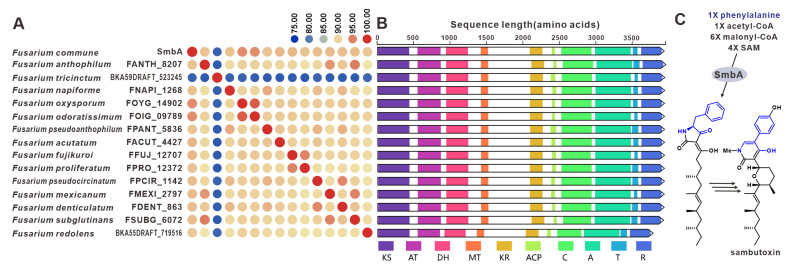 A
75.00
80.00
85.00
90.00
95.00
100.00
Fusarium commune SmbA
Fusarium anthophilum FANTH_8207
Fusarium tricinctum BKA59DRAFT_523245
Fusarium napiforme FNAPI_1268
Fusarium oxysporum FOYG_14902
Fusarium odoratissimum FOIG_09789
Fusarium pseudoanthophilum FPANT_5836
Fusarium acutatum FACUT_4427
Fusarium fujikuroi FFUJ_12707
Fusarium proliferatum FPRO_12372
Fusarium pseudocircinatum FPCIR_1142
Fusarium mexicanum FMEXI_2797
Fusarium denticulatum FDENT_863
Fusarium subglutinans FSUBG_6072
Fusarium redolens BKA55DRAFT_719516
B
Sequence length(amino acids)
0 500 1000 1500 2000 2500 3000 3500
KS AT DH MT KR ACP C A T R
C
1X phenylalanine
1X acetyl-CoA
6X malonyl-CoA
4X SAM
SmbA
HN
O
O
OH
OH
Me
N
OH
O
H
O
H
sambutoxin